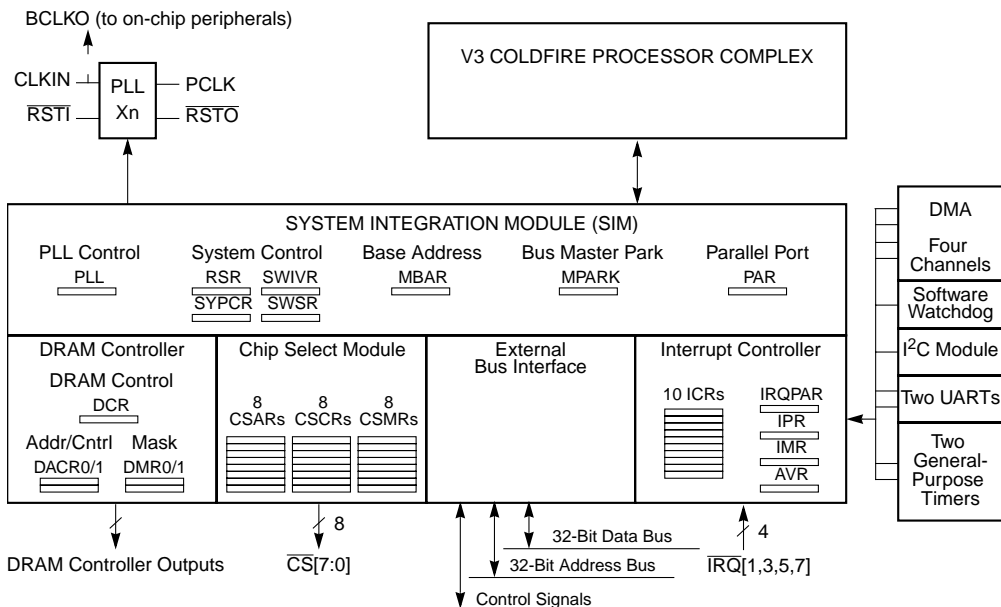 BCLKO (to on-chip peripherals)
CLKIN
PLL
PCLK
RSTI
Xn
RSTO
V3 COLDFIRE PROCESSOR COMPLEX
SYSTEM INTEGRATION MODULE (SIM)
PLL Control
System Control
Base Address
Bus Master Park
Parallel Port
PLL
RSR
SWIVR
MBAR
MPARK
PAR
SYPCR
SWSR
DRAM Controller
DRAM Control
DCR
Addr/Cntrl
Mask
DACR0/1
DMR0/1
Chip Select Module
8
CSARs
8
CSCRs
8
CSMRs
External
Bus Interface
Interrupt Controller
10 ICRs
IRQPAR
IPR
IMR
AVR
DMA
Four
Channels
Software
Watchdog
I²C Module
Two UARTs
Two
General-
Purpose
Timers
DRAM Controller Outputs
8
CS[7:0]
32-Bit Data Bus
32-Bit Address Bus
Control Signals
4
IRQ[1,3,5,7]